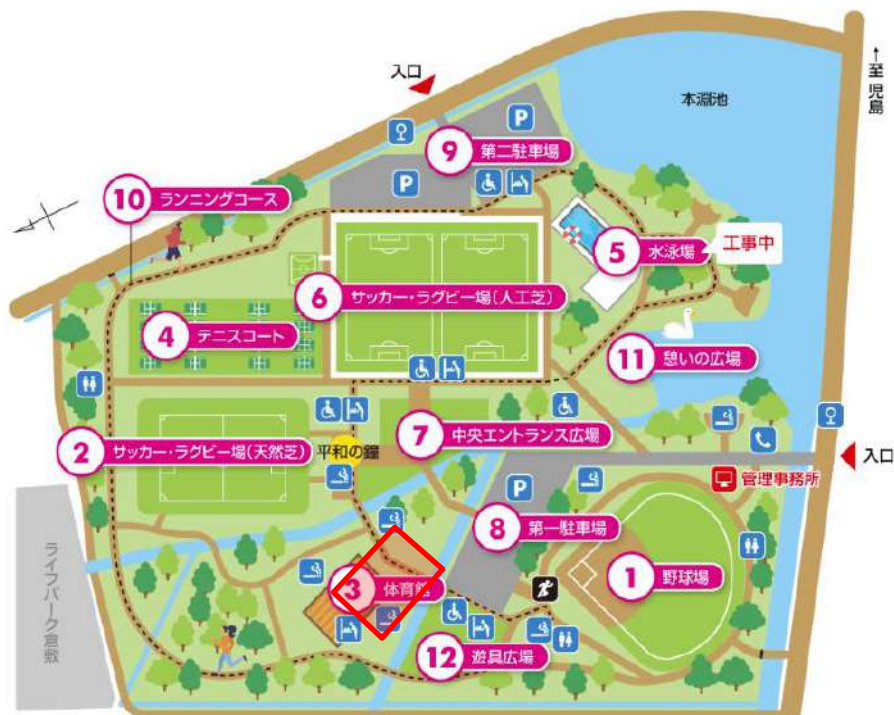 入口
↑至 児島
本淵池
P
9 第二駐車場
P
10 ランニングコース
5 水泳場
工事中
6 サッカー・ラグビー場(人工芝)
4 テニスコート
11 憩いの広場
2 サッカー・ラグビー場(天然芝)
平和の鐘
7 中央エントランス広場
入口
管理事務所
P
8 第一駐車場
ライフパーク倉敷
3 体育館
1 野球場
12 遊具広場